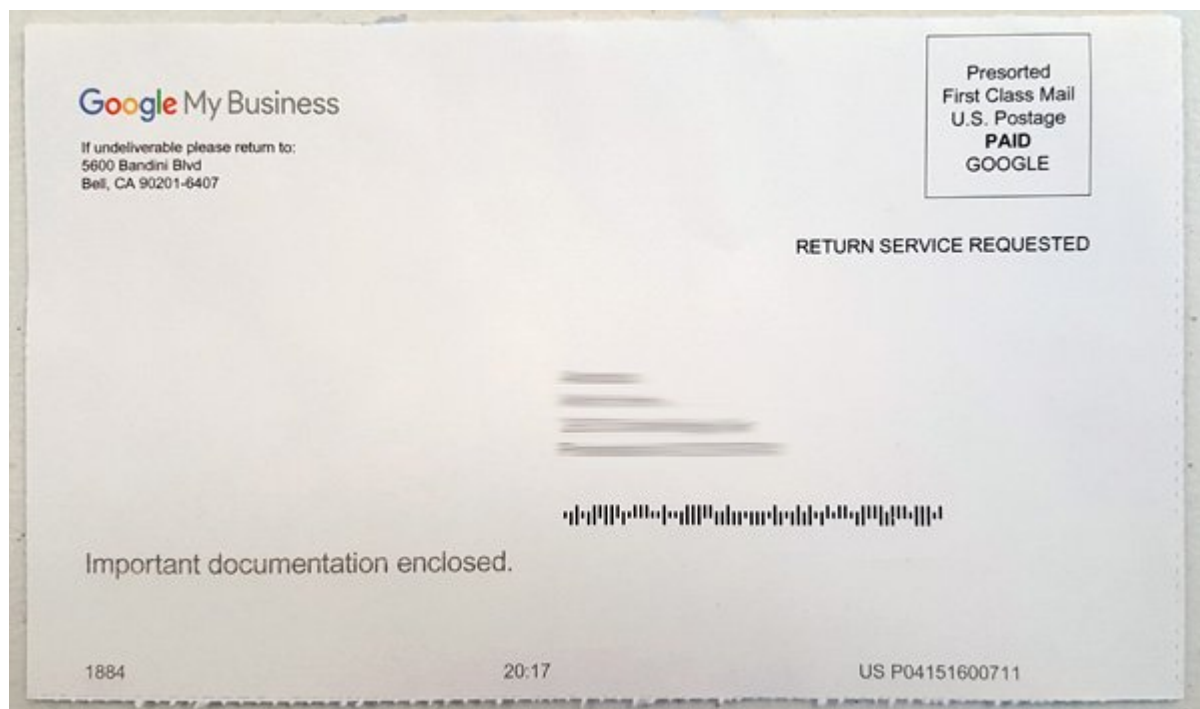 Google My Business
If undeliverable please return to:
5600 Bandini Blvd
Bell, CA 90201-6407
Presorted
First Class Mail
U.S. Postage
PAID
GOOGLE
RETURN SERVICE REQUESTED
Important documentation enclosed.
1884
20:17
US P04151600711